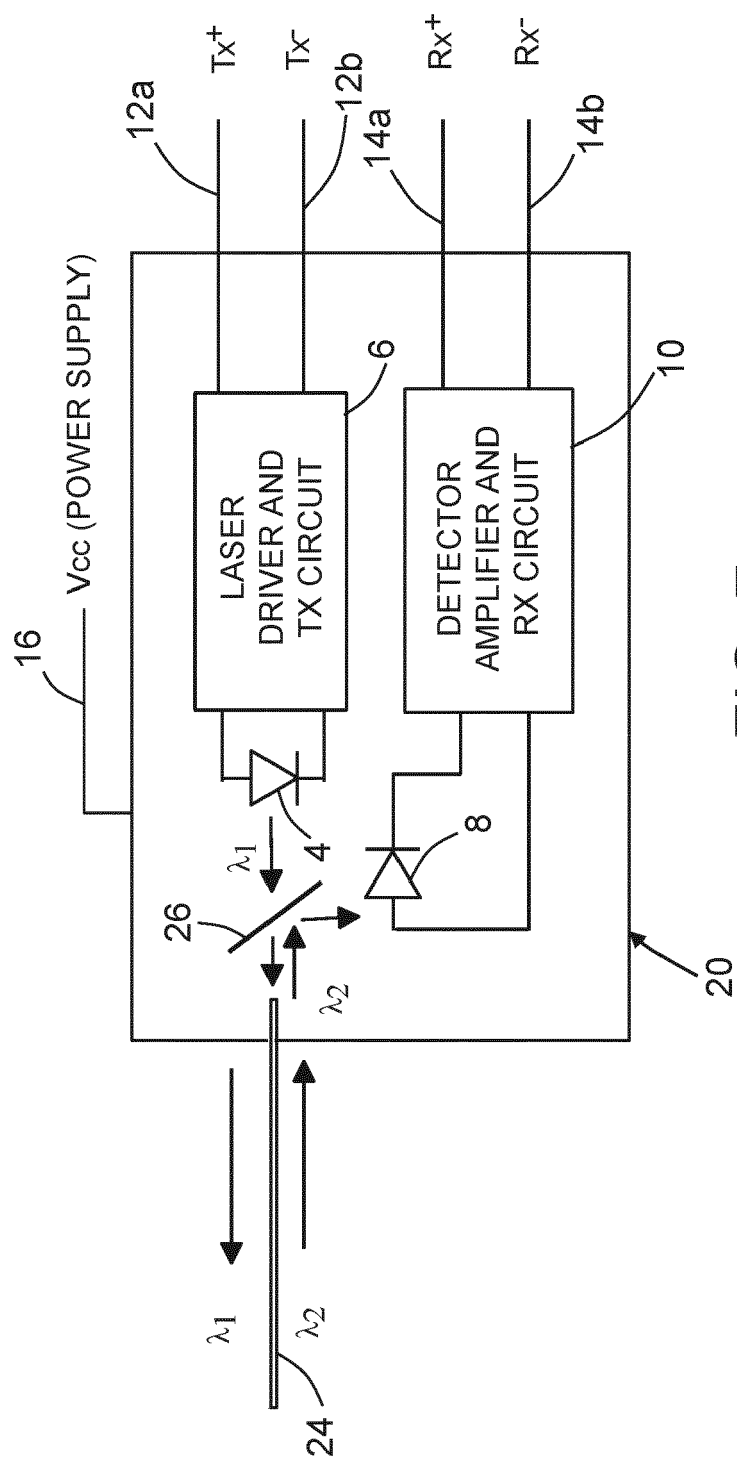 16
Vcc (POWER SUPPLY)
12a
26
λ1
Tx+
λ1
LASER
DRIVER AND
TX CIRCUIT
Tx-
λ2
24
4
λ2
12b
6
14a
Rx+
DETECTOR
AMPLIFIER AND
RX CIRCUIT
8
Rx-
14b
10
20